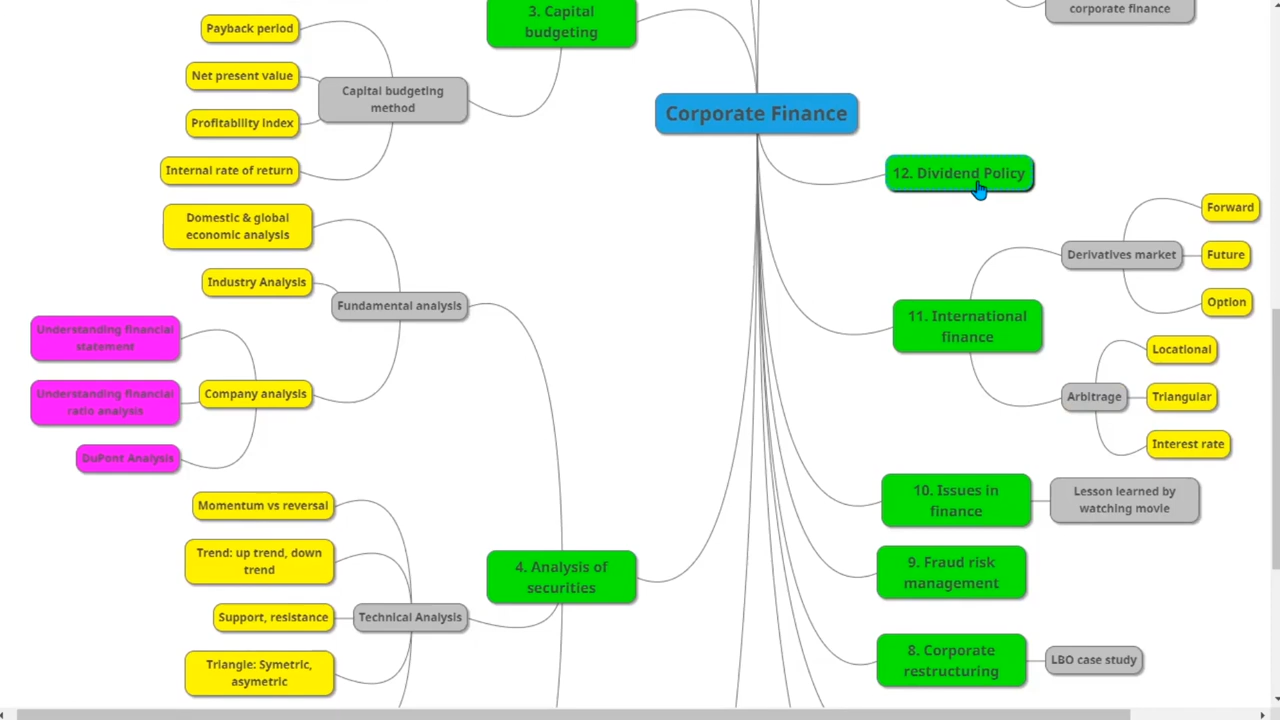 corporate finance
3. Capital
budgeting
Payback period
Net present value
Capital budgeting
method
Profitability index
Internal rate of return
Corporate Finance
12. Dividend Policy
Domestic & global
economic analysis
Industry Analysis
Fundamental analysis
Understanding financial
statement
Understanding financial
ratio analysis
Company analysis
DuPont Analysis
Forward
Derivatives market
Future
Option
11. International
finance
Locational
Arbitrage
Triangular
Interest rate
Momentum vs reversal
Trend: up trend, down
trend
Support, resistance
Technical Analysis
Triangle: Symetric,
asymetric
4. Analysis of
securities
10. Issues in
finance
Lesson learned by
watching movie
9. Fraud risk
management
8. Corporate
restructuring
LBO case study